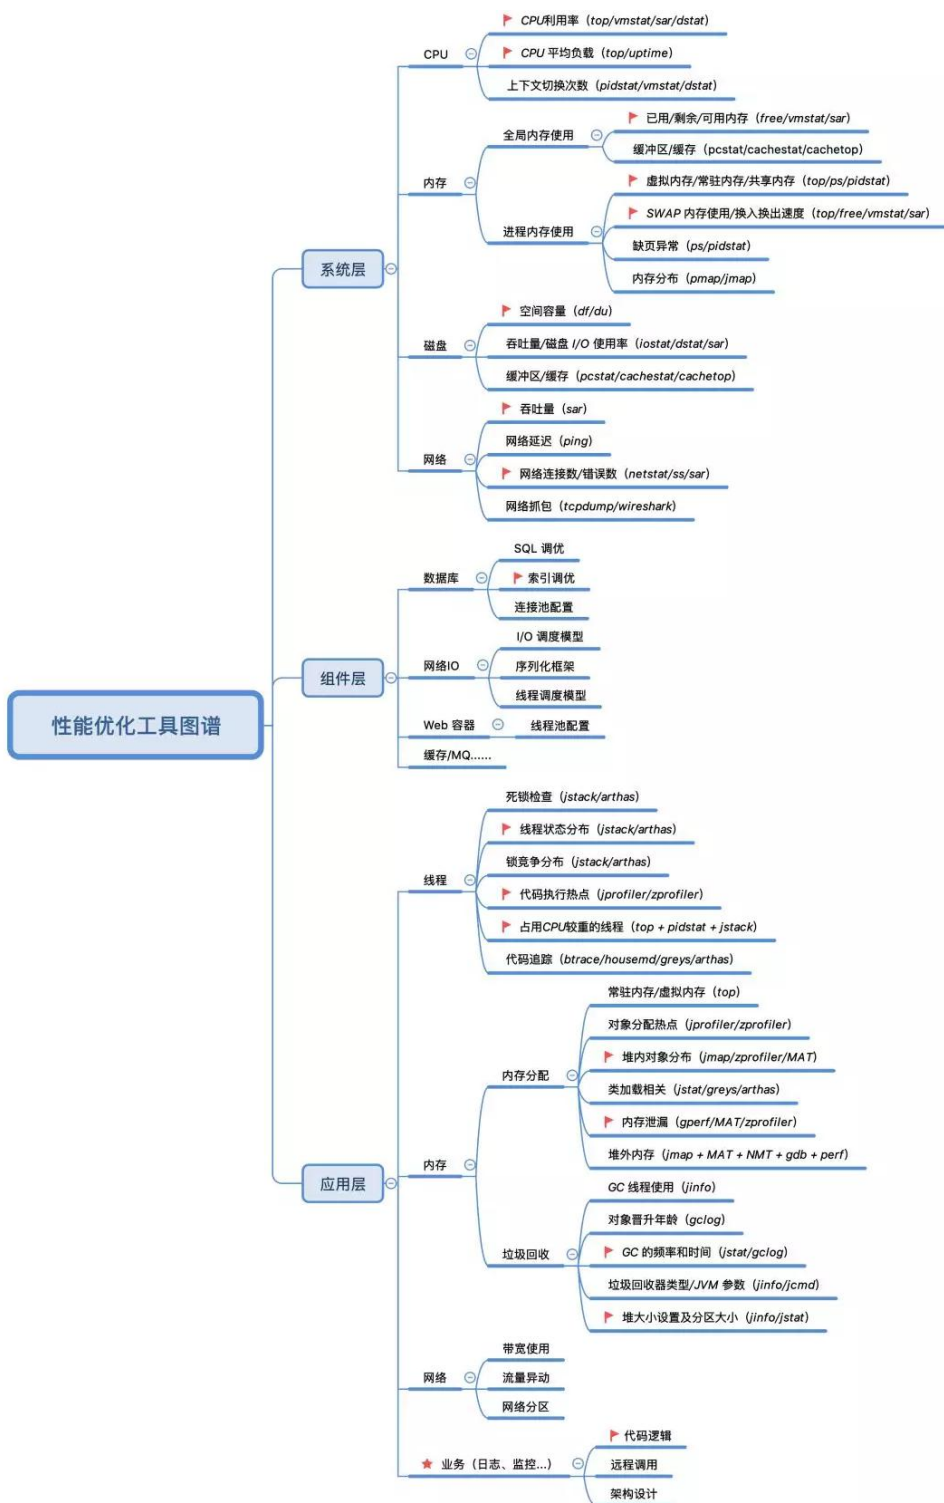 CPU利用率（top/vmstat/sar/dstat）
CPU
CPU 平均负载（top/uptime）
上下文切换次数（pidstat/vmstat/dstat）
已用/剩余/可用内存（free/vmstat/sar）
全局内存使用
缓冲区/缓存（pcstat/cachestat/cachetop）
内存
虚拟内存/常驻内存/共享内存（top/ps/pidstat）
SWAP 内存使用/换入换出速度（top/free/vmstat/sar）
进程内存使用
缺页异常（ps/pidstat）
内存分布（pmap/jmap）
系统层
空间容量（df/du）
磁盘
吞吐量/磁盘 I/O 使用率（iostat/dstat/sar）
缓冲区/缓存（pcstat/cachestat/cachetop）
吞吐量（sar）
网络延迟（ping）
网络
网络连接数/错误数（netstat/ss/sar）
网络抓包（tcpdump/wireshark）
SQL 调优
数据库
索引调优
连接池配置
I/O 调度模型
网络IO
序列化框架
组件层
线程调度模型
Web 容器
线程池配置
缓存/MQ......
性能优化工具图谱
死锁检查（jstack/arthas）
线程状态分布（jstack/arthas）
锁竞争分布（jstack/arthas）
线程
代码执行热点（jprofiler/zprofiler）
占用CPU较重的线程（top + pidstat + jstack）
代码追踪（btrace/housemd/greys/arthas）
常驻内存/虚拟内存（top）
对象分配热点（jprofiler/zprofiler）
堆内对象分布（jmap/zprofiler/MAT）
内存分配
类加载相关（jstat/greys/arthas）
内存泄漏（gperf/MAT/zprofiler）
堆外内存（jmap + MAT + NMT + gdb + perf）
内存
应用层
GC 线程使用（jinfo）
对象晋升年龄（gclog）
垃圾回收
GC 的频率和时间（jstat/gclog）
垃圾回收器类型/JVM 参数（jinfo/jcmd）
堆大小设置及分区大小（jinfo/jstat）
带宽使用
网络
流量异动
网络分区
代码逻辑
业务（日志、监控...）
远程调用
架构设计